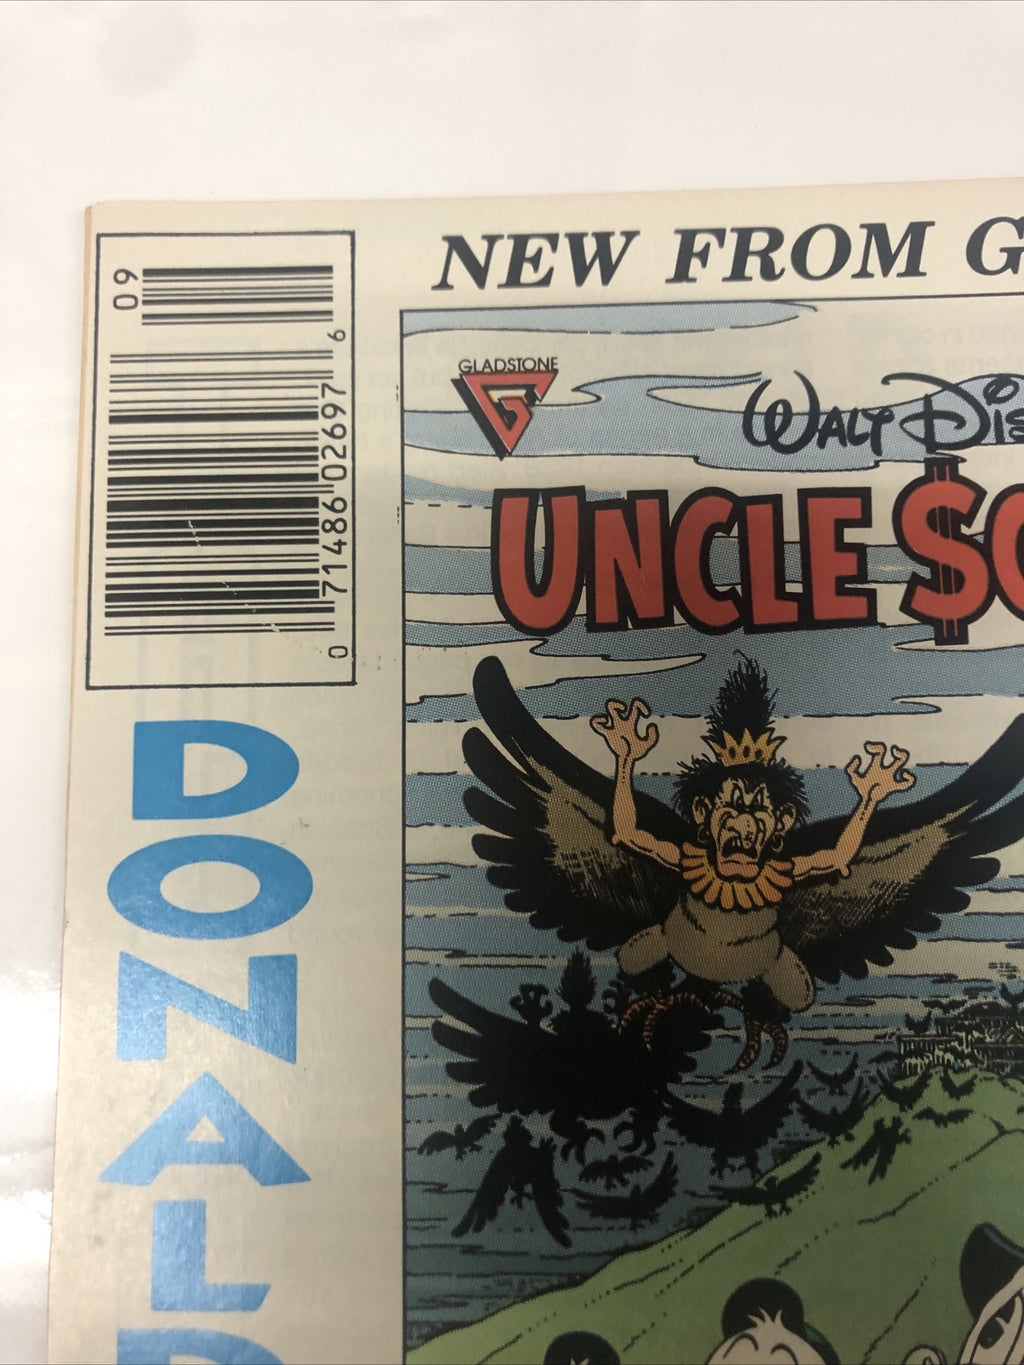 NEW FROM G
GLADSTONE
WALT DIS
UNCLE $C
09
0 71486 02697 6
DONALD